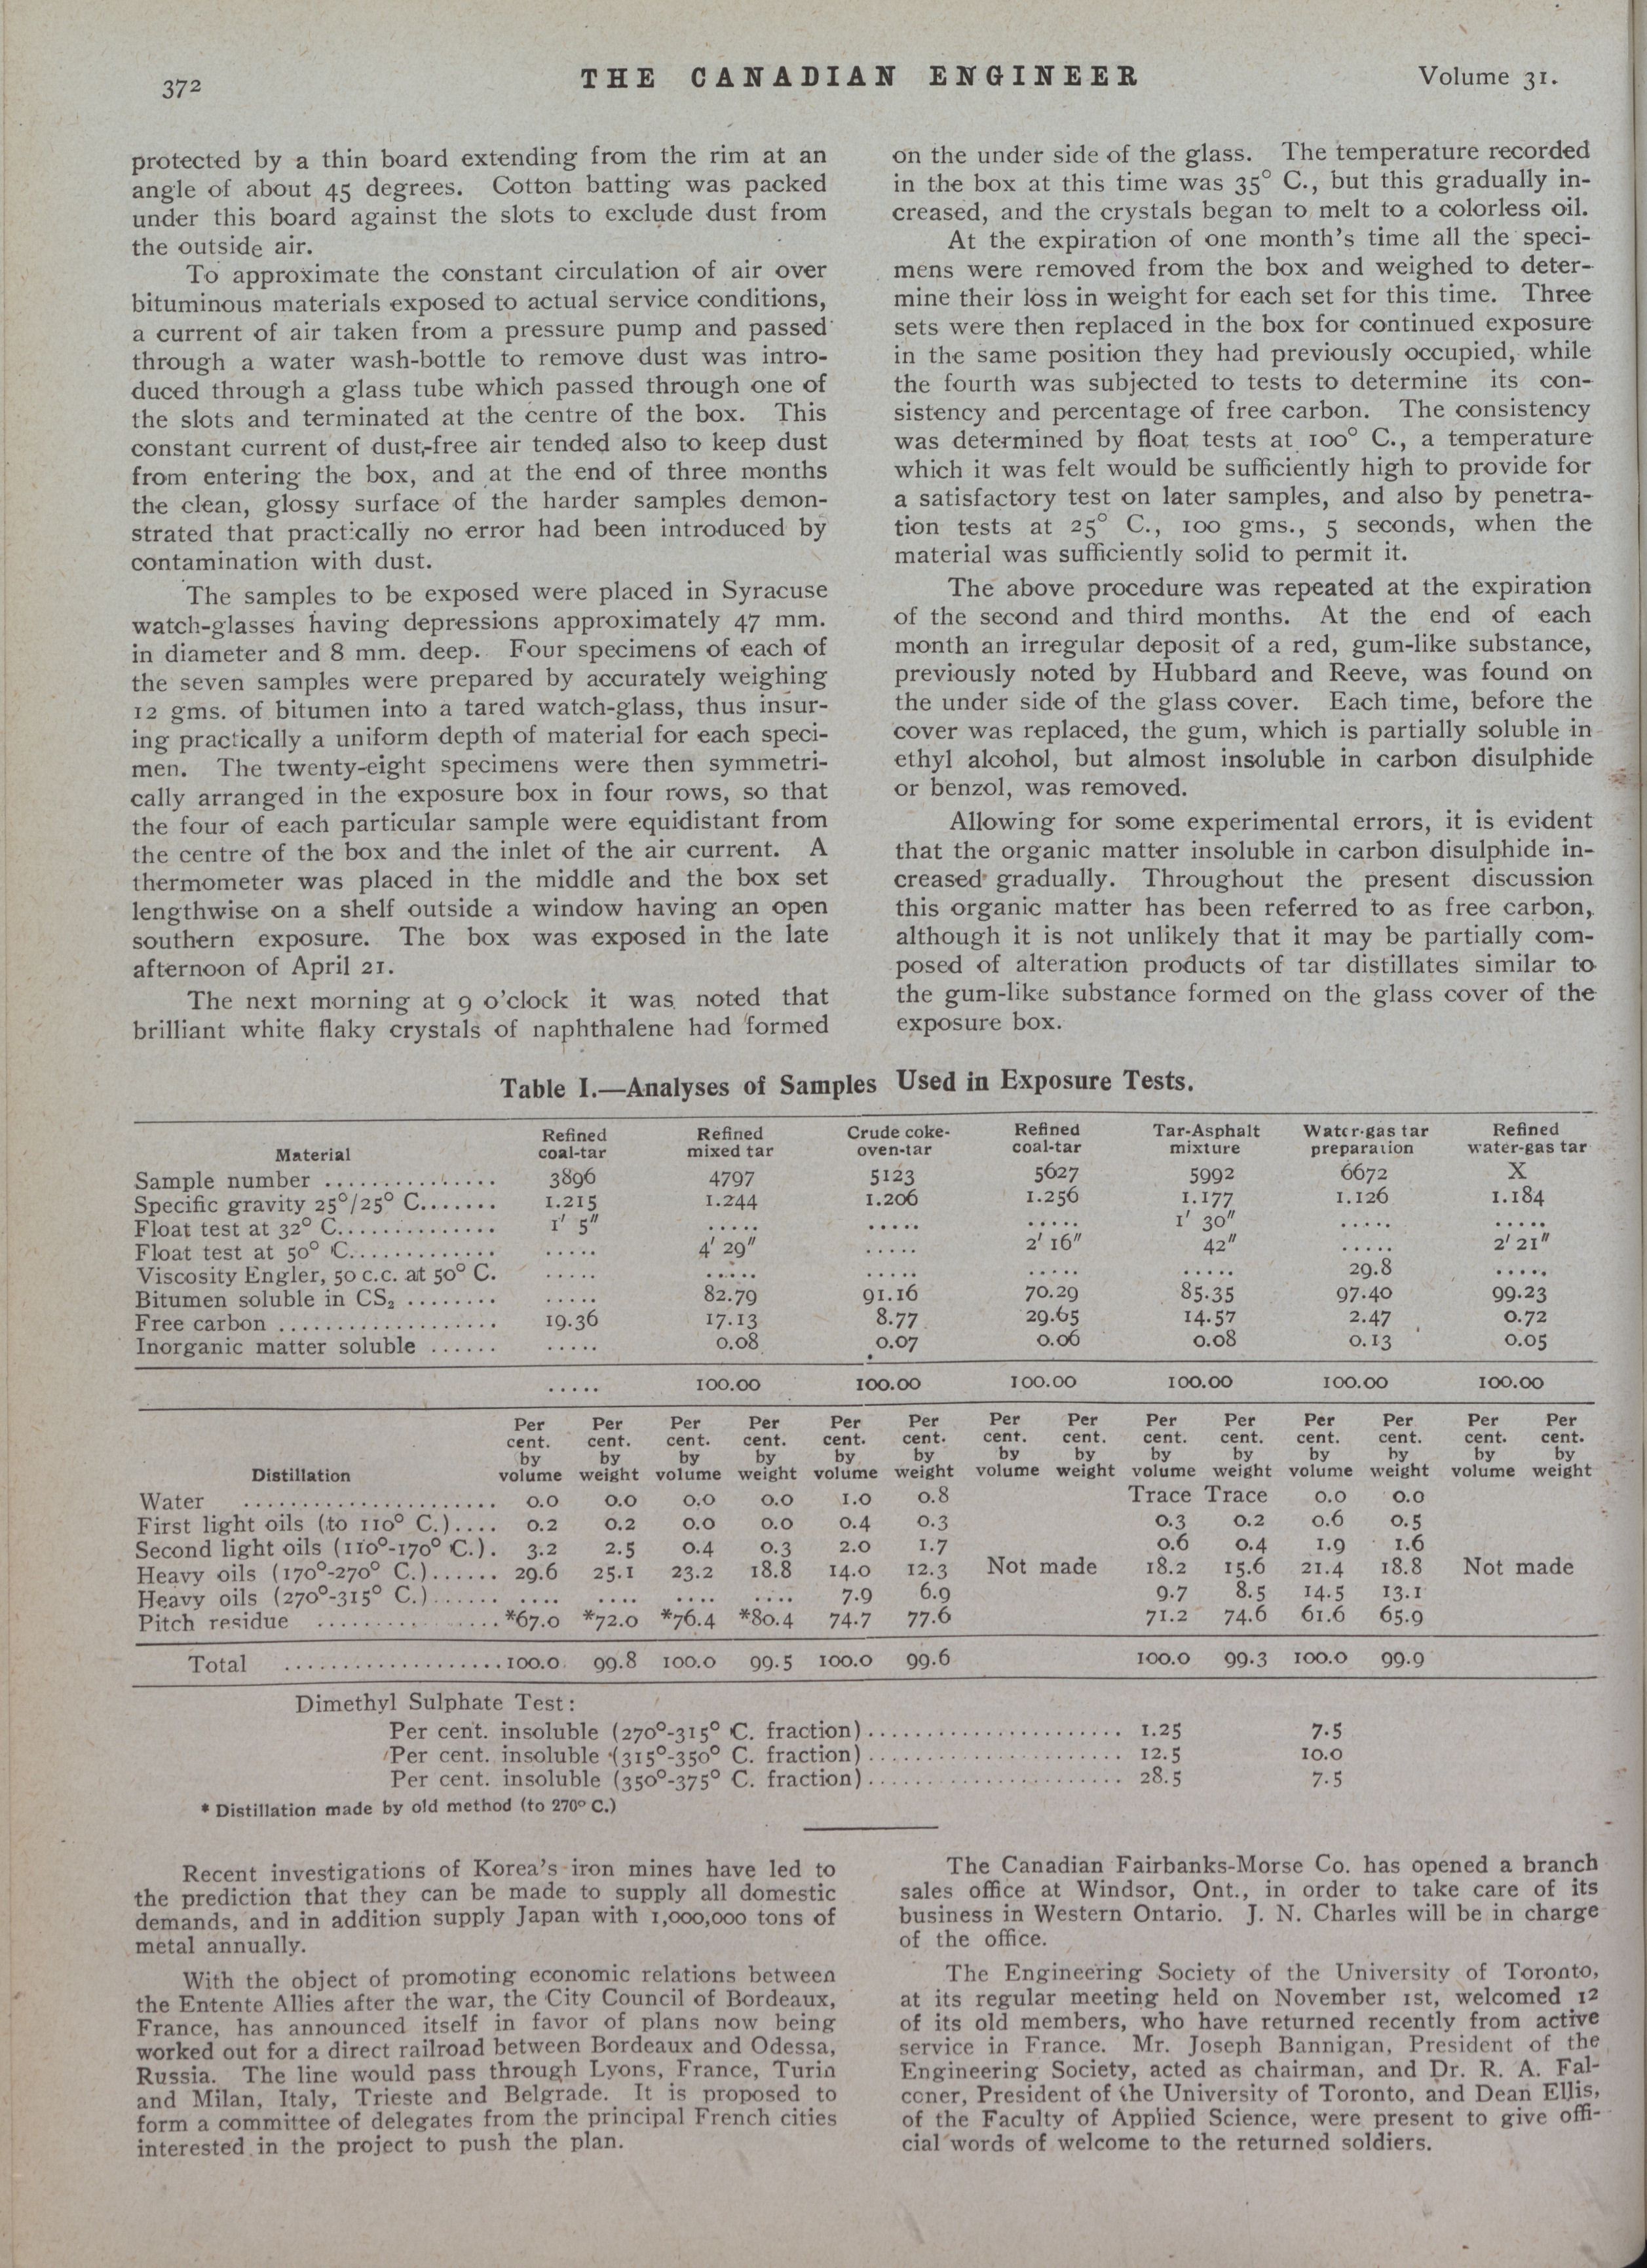 372
THE CANADIAN ENGINEER
Volume 31.
protected by a thin board extending from the rim at an
angle of about 45 degrees. Cotton batting was packed
under this board against the slots to exclude dust from
the outside air.
To approximate the constant circulation of air over
bituminous materials exposed to actual service conditions,
a current of air taken from a pressure pump and passed
through a water wash-bottle to remove dust was intro-
duced through a glass tube which passed through one of
the slots and terminated at the centre of the box. This
constant current of dust-free air tended also to keep dust
from entering the box, and at the end of three months
the clean, glossy surface of the harder samples demon-
strated that practically no error had been introduced by
contamination with dust.
The samples to be exposed were placed in Syracuse
watch-glasses having depressions approximately 47 mm.
in diameter and 8 mm. deep. Four specimens of each of
the seven samples were prepared by accurately weighing
12 gms. of bitumen into a tared watch-glass, thus insur-
ing practically a uniform depth of material for each speci-
men. The twenty-eight specimens were then symmetri-
cally arranged in the exposure box in four rows, so that
the four of each particular sample were equidistant from
the centre of the box and the inlet of the air current. A
thermometer was placed in the middle and the box set
lengthwise on a shelf outside a window having an open
southern exposure. The box was exposed in the late
afternoon of April 21.
The next morning at 9 o'clock it was noted that
brilliant white flaky crystals of naphthalene had formed
on the under side of the glass. The temperature recorded
in the box at this time was 35° C., but this gradually in-
creased, and the crystals began to melt to a colorless oil.
At the expiration of one month's time all the speci-
mens were removed from the box and weighed to deter-
mine their loss in weight for each set for this time. Three
sets were then replaced in the box for continued exposure
in the same position they had previously occupied, while
the fourth was subjected to tests to determine its con-
sistency and percentage of free carbon. The consistency
was determined by float tests at 100° C., a temperature
which it was felt would be sufficiently high to provide for
a satisfactory test on later samples, and also by penetra-
tion tests at 25° C., 100 gms., 5 seconds, when the
material was sufficiently solid to permit it.
The above procedure was repeated at the expiration
of the second and third months. At the end of each
month an irregular deposit of a red, gum-like substance,
previously noted by Hubbard and Reeve, was found on
the under side of the glass cover. Each time, before the
cover was replaced, the gum, which is partially soluble in
ethyl alcohol, but almost insoluble in carbon disulphide
or benzol, was removed.
Allowing for some experimental errors, it is evident
that the organic matter insoluble in carbon disulphide in-
creased gradually. Throughout the present discussion
this organic matter has been referred to as free carbon,
although it is not unlikely that it may be partially com-
posed of alteration products of tar distillates similar to
the gum-like substance formed on the glass cover of the
exposure box.
Table I.—Analyses of Samples Used in Exposure Tests.
Refined Refined Crude coke- Refined Tar-Asphalt Water-gas tar Refined
Material coal-tar mixed tar oven-tar coal-tar mixture preparation water-gas tar
Sample number ............... 3896 4797 5123 5627 5992 6672 X
Specific gravity 25°/25° C....... 1.215 1.244 1.206 1.256 1.177 1.126 1.184
Float test at 32° C............. 1' 5" ..... ..... ..... 1' 30" ..... .....
Float test at 50° C............. ..... 4' 29" ..... 2' 16" 42" ..... 2' 21"
Viscosity Engler, 50 c.c. at 50° C. ..... ..... ..... ..... ..... 29.8 .....
Bitumen soluble in CS₂ ........ ..... 82.79 91.16 70.29 85.35 97.40 99.23
Free carbon ................... 19.36 17.13 8.77 29.65 14.57 2.47 0.72
Inorganic matter soluble ...... ..... 0.08 0.07 0.06 0.08 0.13 0.05
..... 100.00 100.00 100.00 100.00 100.00 100.00
Per Per Per Per Per Per Per Per Per Per Per Per Per Per
cent. cent. cent. cent. cent. cent. cent. cent. cent. cent. cent. cent. cent. cent.
by by by by by by by by by by by by by by
Distillation volume weight volume weight volume weight volume weight volume weight volume weight volume weight
Water ...................... 0.0 0.0 0.0 0.0 1.0 0.8 Trace Trace 0.0 0.0
First light oils (to 110° C.).... 0.2 0.2 0.0 0.0 0.4 0.3 0.3 0.2 0.6 0.5
Second light oils (110°-170° C.). 3.2 2.5 0.4 0.3 2.0 1.7 0.6 0.4 1.9 1.6
Heavy oils (170°-270° C.)...... 29.6 25.1 23.2 18.8 14.0 12.3 Not made 18.2 15.6 21.4 18.8 Not made
Heavy oils (270°-315° C.)...... .... .... .... .... 7.9 6.9 9.7 8.5 14.5 13.1
Pitch residue ................ *67.0 *72.0 *76.4 *80.4 74.7 77.6 71.2 74.6 61.6 65.9
Total ...................100.0 99.8 100.0 99.5 100.0 99.6 100.0 99.3 100.0 99.9
Dimethyl Sulphate Test:
Per cent. insoluble (270°-315° C. fraction)...................... 1.25 7.5
Per cent. insoluble (315°-350° C. fraction)...................... 12.5 10.0
Per cent. insoluble (350°-375° C. fraction)...................... 28.5 7.5
* Distillation made by old method (to 270° C.)
Recent investigations of Korea's iron mines have led to
the prediction that they can be made to supply all domestic
demands, and in addition supply Japan with 1,000,000 tons of
metal annually.
With the object of promoting economic relations between
the Entente Allies after the war, the City Council of Bordeaux,
France, has announced itself in favor of plans now being
worked out for a direct railroad between Bordeaux and Odessa,
Russia. The line would pass through Lyons, France, Turin
and Milan, Italy, Trieste and Belgrade. It is proposed to
form a committee of delegates from the principal French cities
interested in the project to push the plan.
The Canadian Fairbanks-Morse Co. has opened a branch
sales office at Windsor, Ont., in order to take care of its
business in Western Ontario. J. N. Charles will be in charge
of the office.
The Engineering Society of the University of Toronto,
at its regular meeting held on November 1st, welcomed 12
of its old members, who have returned recently from active
service in France. Mr. Joseph Bannigan, President of the
Engineering Society, acted as chairman, and Dr. R. A. Fal-
coner, President of the University of Toronto, and Dean Ellis,
of the Faculty of Applied Science, were present to give offi-
cial words of welcome to the returned soldiers.